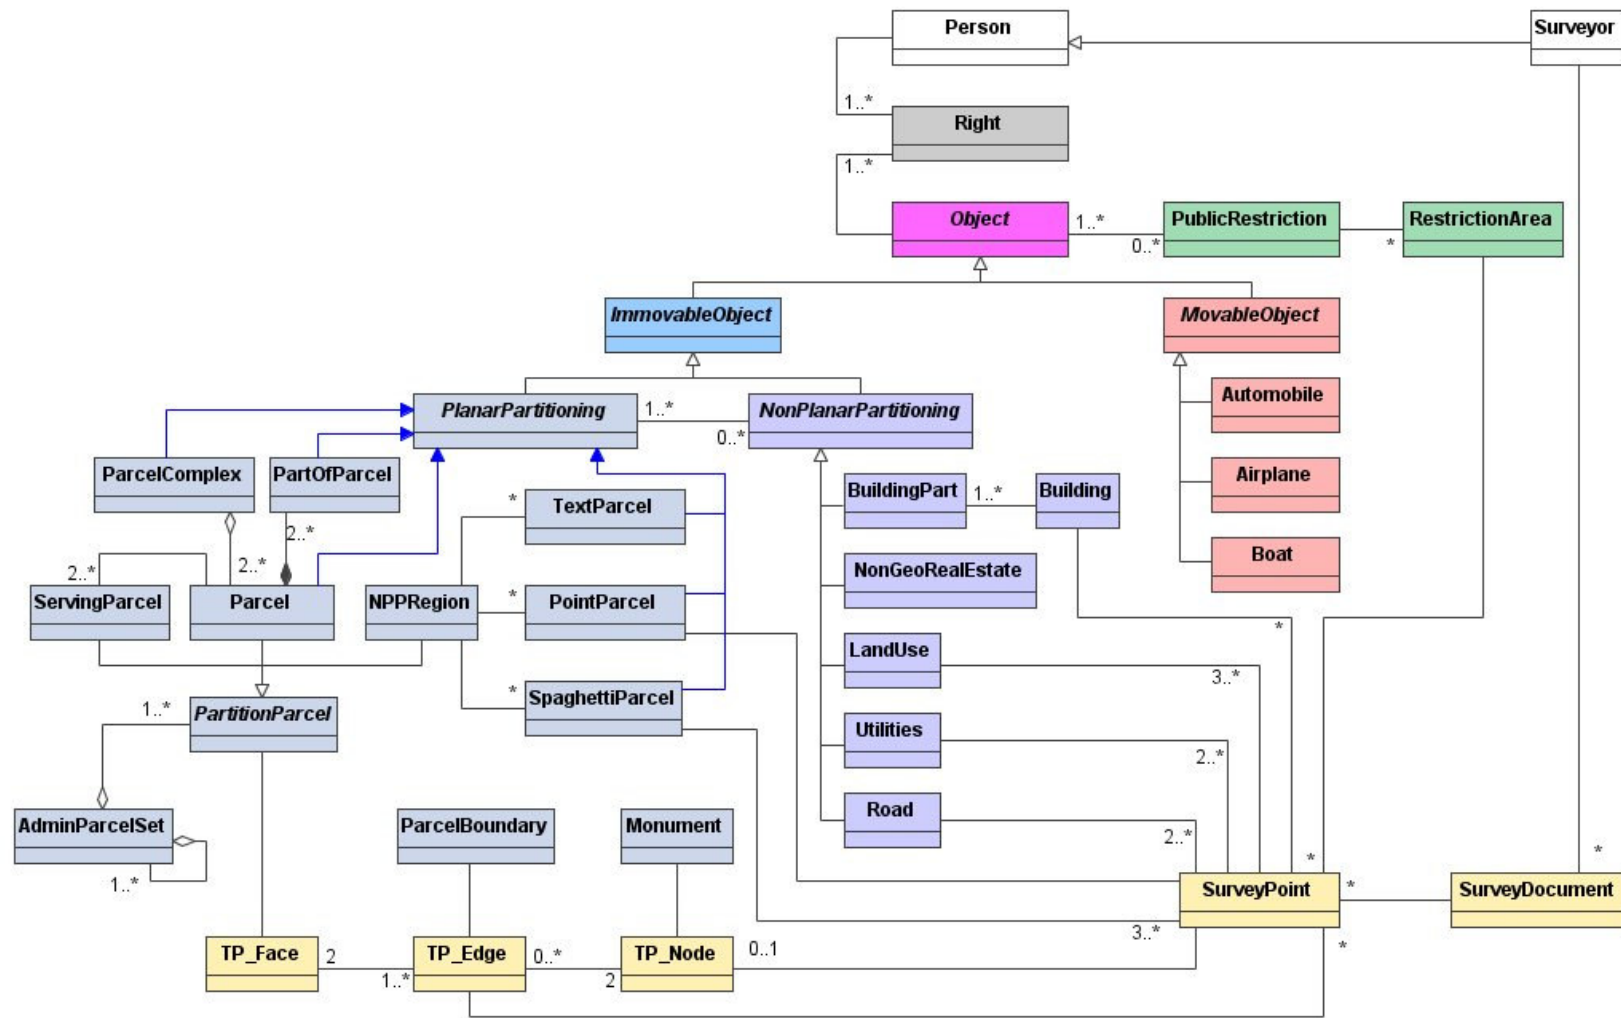 Person
Surveyor
1..*
Right
1..*
Object
1..*
0..*
PublicRestriction
*
RestrictionArea
ImmovableObject
MovableObject
PlanarPartitioning
1..*
0..*
NonPlanarPartitioning
Automobile
ParcelComplex
PartOfParcel
Airplane
*
TextParcel
BuildingPart
1..*
Building
2..*
2..*
2..*
Boat
ServingParcel
Parcel
NPPRegion
*
PointParcel
NonGeoRealEstate
*
LandUse
3..*
*
SpaghettiParcel
1..*
PartitionParcel
Utilities
2..*
AdminParcelSet
1..*
ParcelBoundary
Monument
Road
2..*
*
*
SurveyPoint
*
SurveyDocument
3..*
*
TP_Face
2
1..*
TP_Edge
0..*
2
TP_Node
0..1